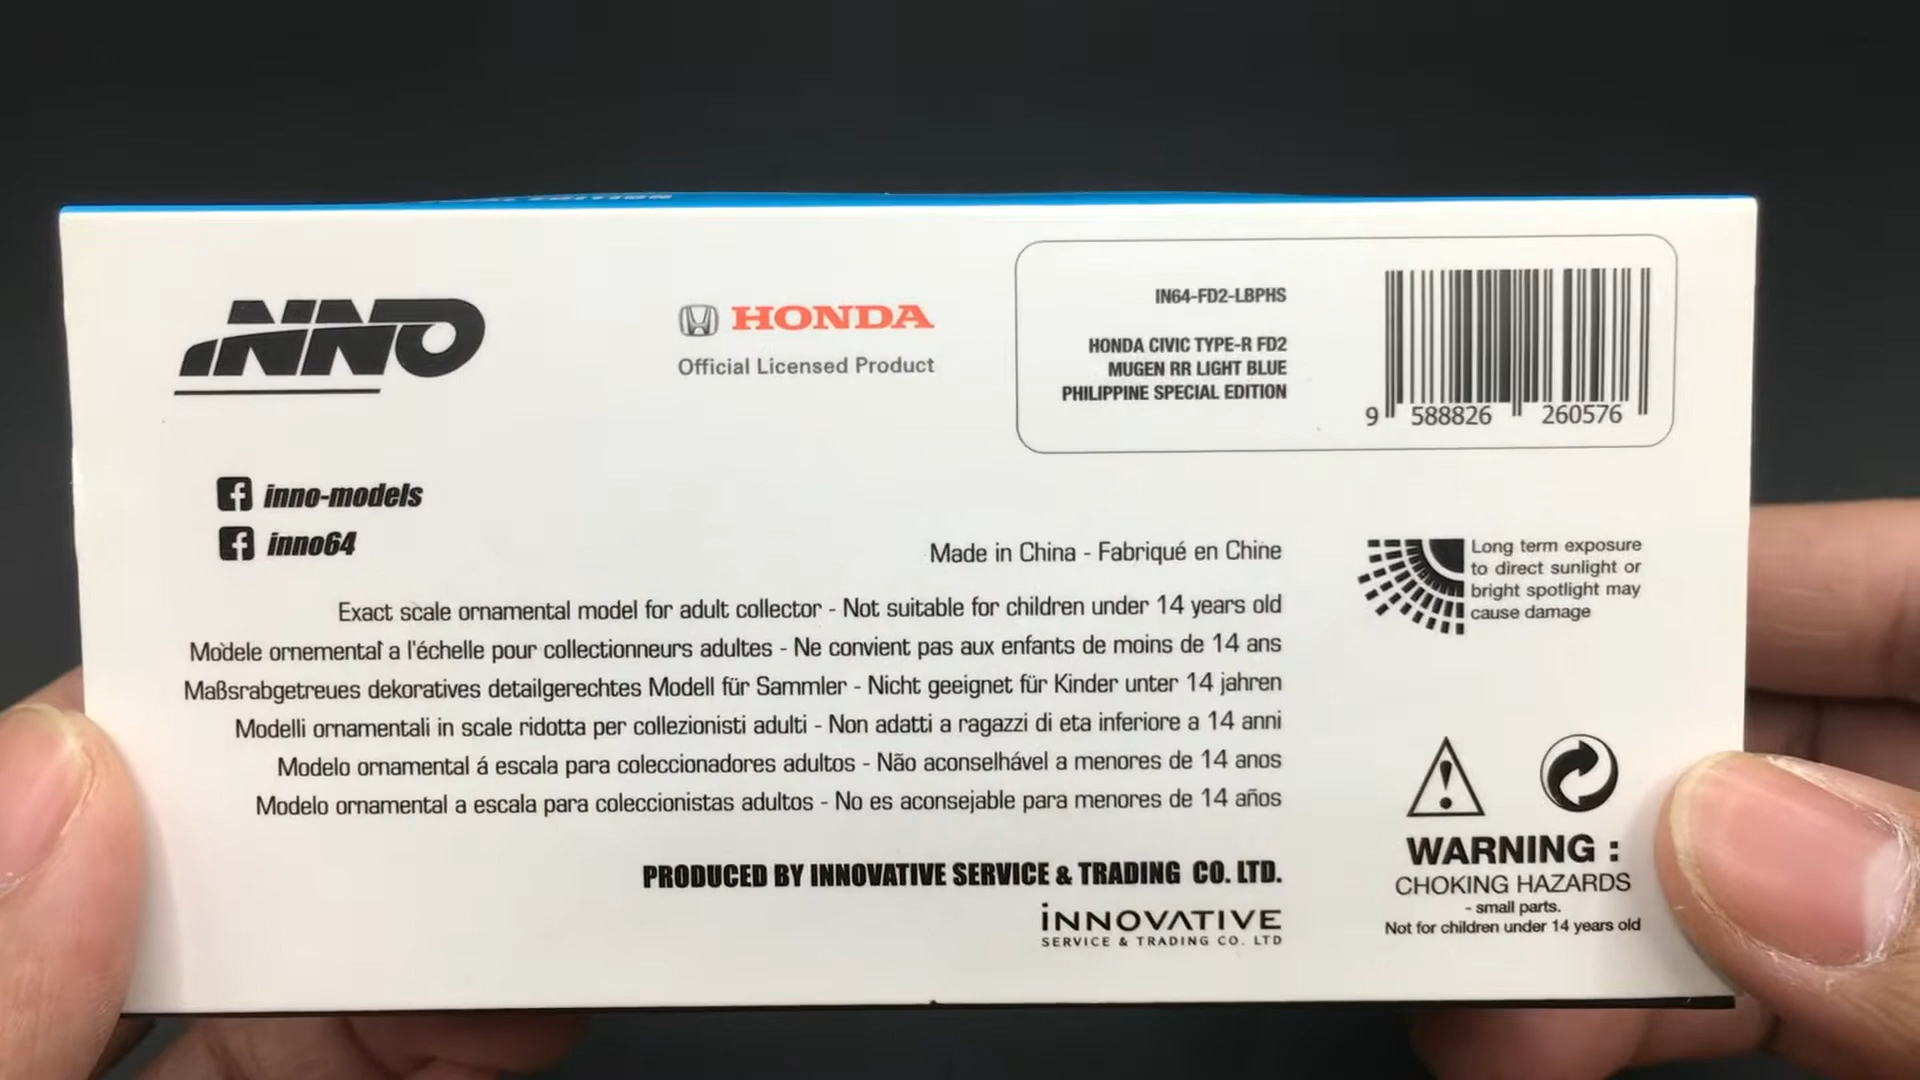 EDITION
INNO
HONDA
Official Licensed Product
IN64-FD2-LBPHS
HONDA CIVIC TYPE-R FD2
MUGEN RR LIGHT BLUE
PHILIPPINE SPECIAL EDITION
9 588826 260576
inno-models
inno64
Made in China - Fabriqué en Chine
Exact scale ornamental model for adult collector - Not suitable for children under 14 years old
Modèle ornemental a l'échelle pour collectionneurs adultes - Ne convient pas aux enfants de moins de 14 ans
Maßsrabgetreues dekoratives detailgerechtes Modell für Sammler - Nicht geeignet für Kinder unter 14 jahren
Modelli ornamentali in scale ridotta per collezionisti adulti - Non adatti a ragazzi di eta inferiore a 14 anni
Modelo ornamental á escala para coleccionadores adultos - Não aconselhável a menores de 14 anos
Modelo ornamental a escala para coleccionistas adultos - No es aconsejable para menores de 14 años
PRODUCED BY INNOVATIVE SERVICE & TRADING CO. LTD.
iNNOVATIVE
SERVICE & TRADING CO. LTD
Long term exposure
to direct sunlight or
bright spotlight may
cause damage
WARNING :
CHOKING HAZARDS
- small parts.
Not for children under 14 years old